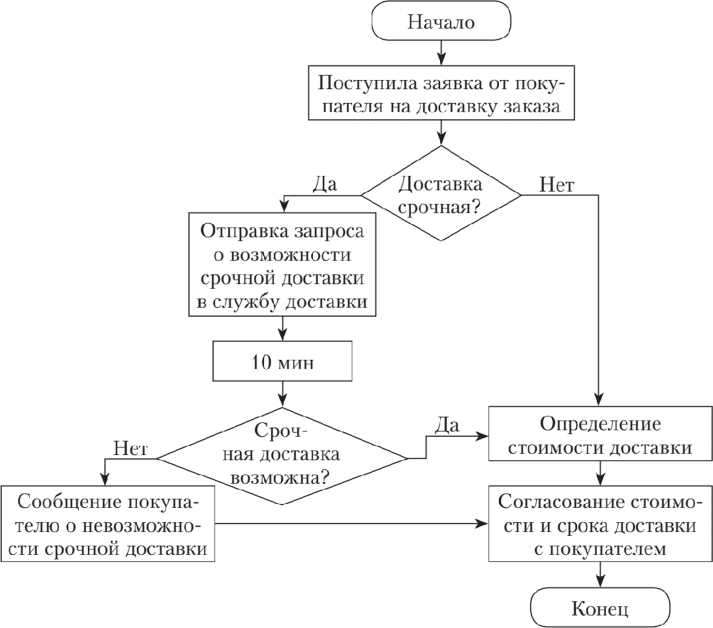 Начало
Поступила заявка от поку-
пателя на доставку заказа
Да
Доставка
срочная?
Нет
Отправка запроса
о возможности
срочной доставки
в службу доставки
10 мин
Нет
Сроч-
ная доставка
возможна?
Да
Определение
стоимости доставки
Сообщение покупа-
телю о невозможно-
сти срочной доставки
Согласование стоимо-
сти и срока доставки
с покупателем
Конец